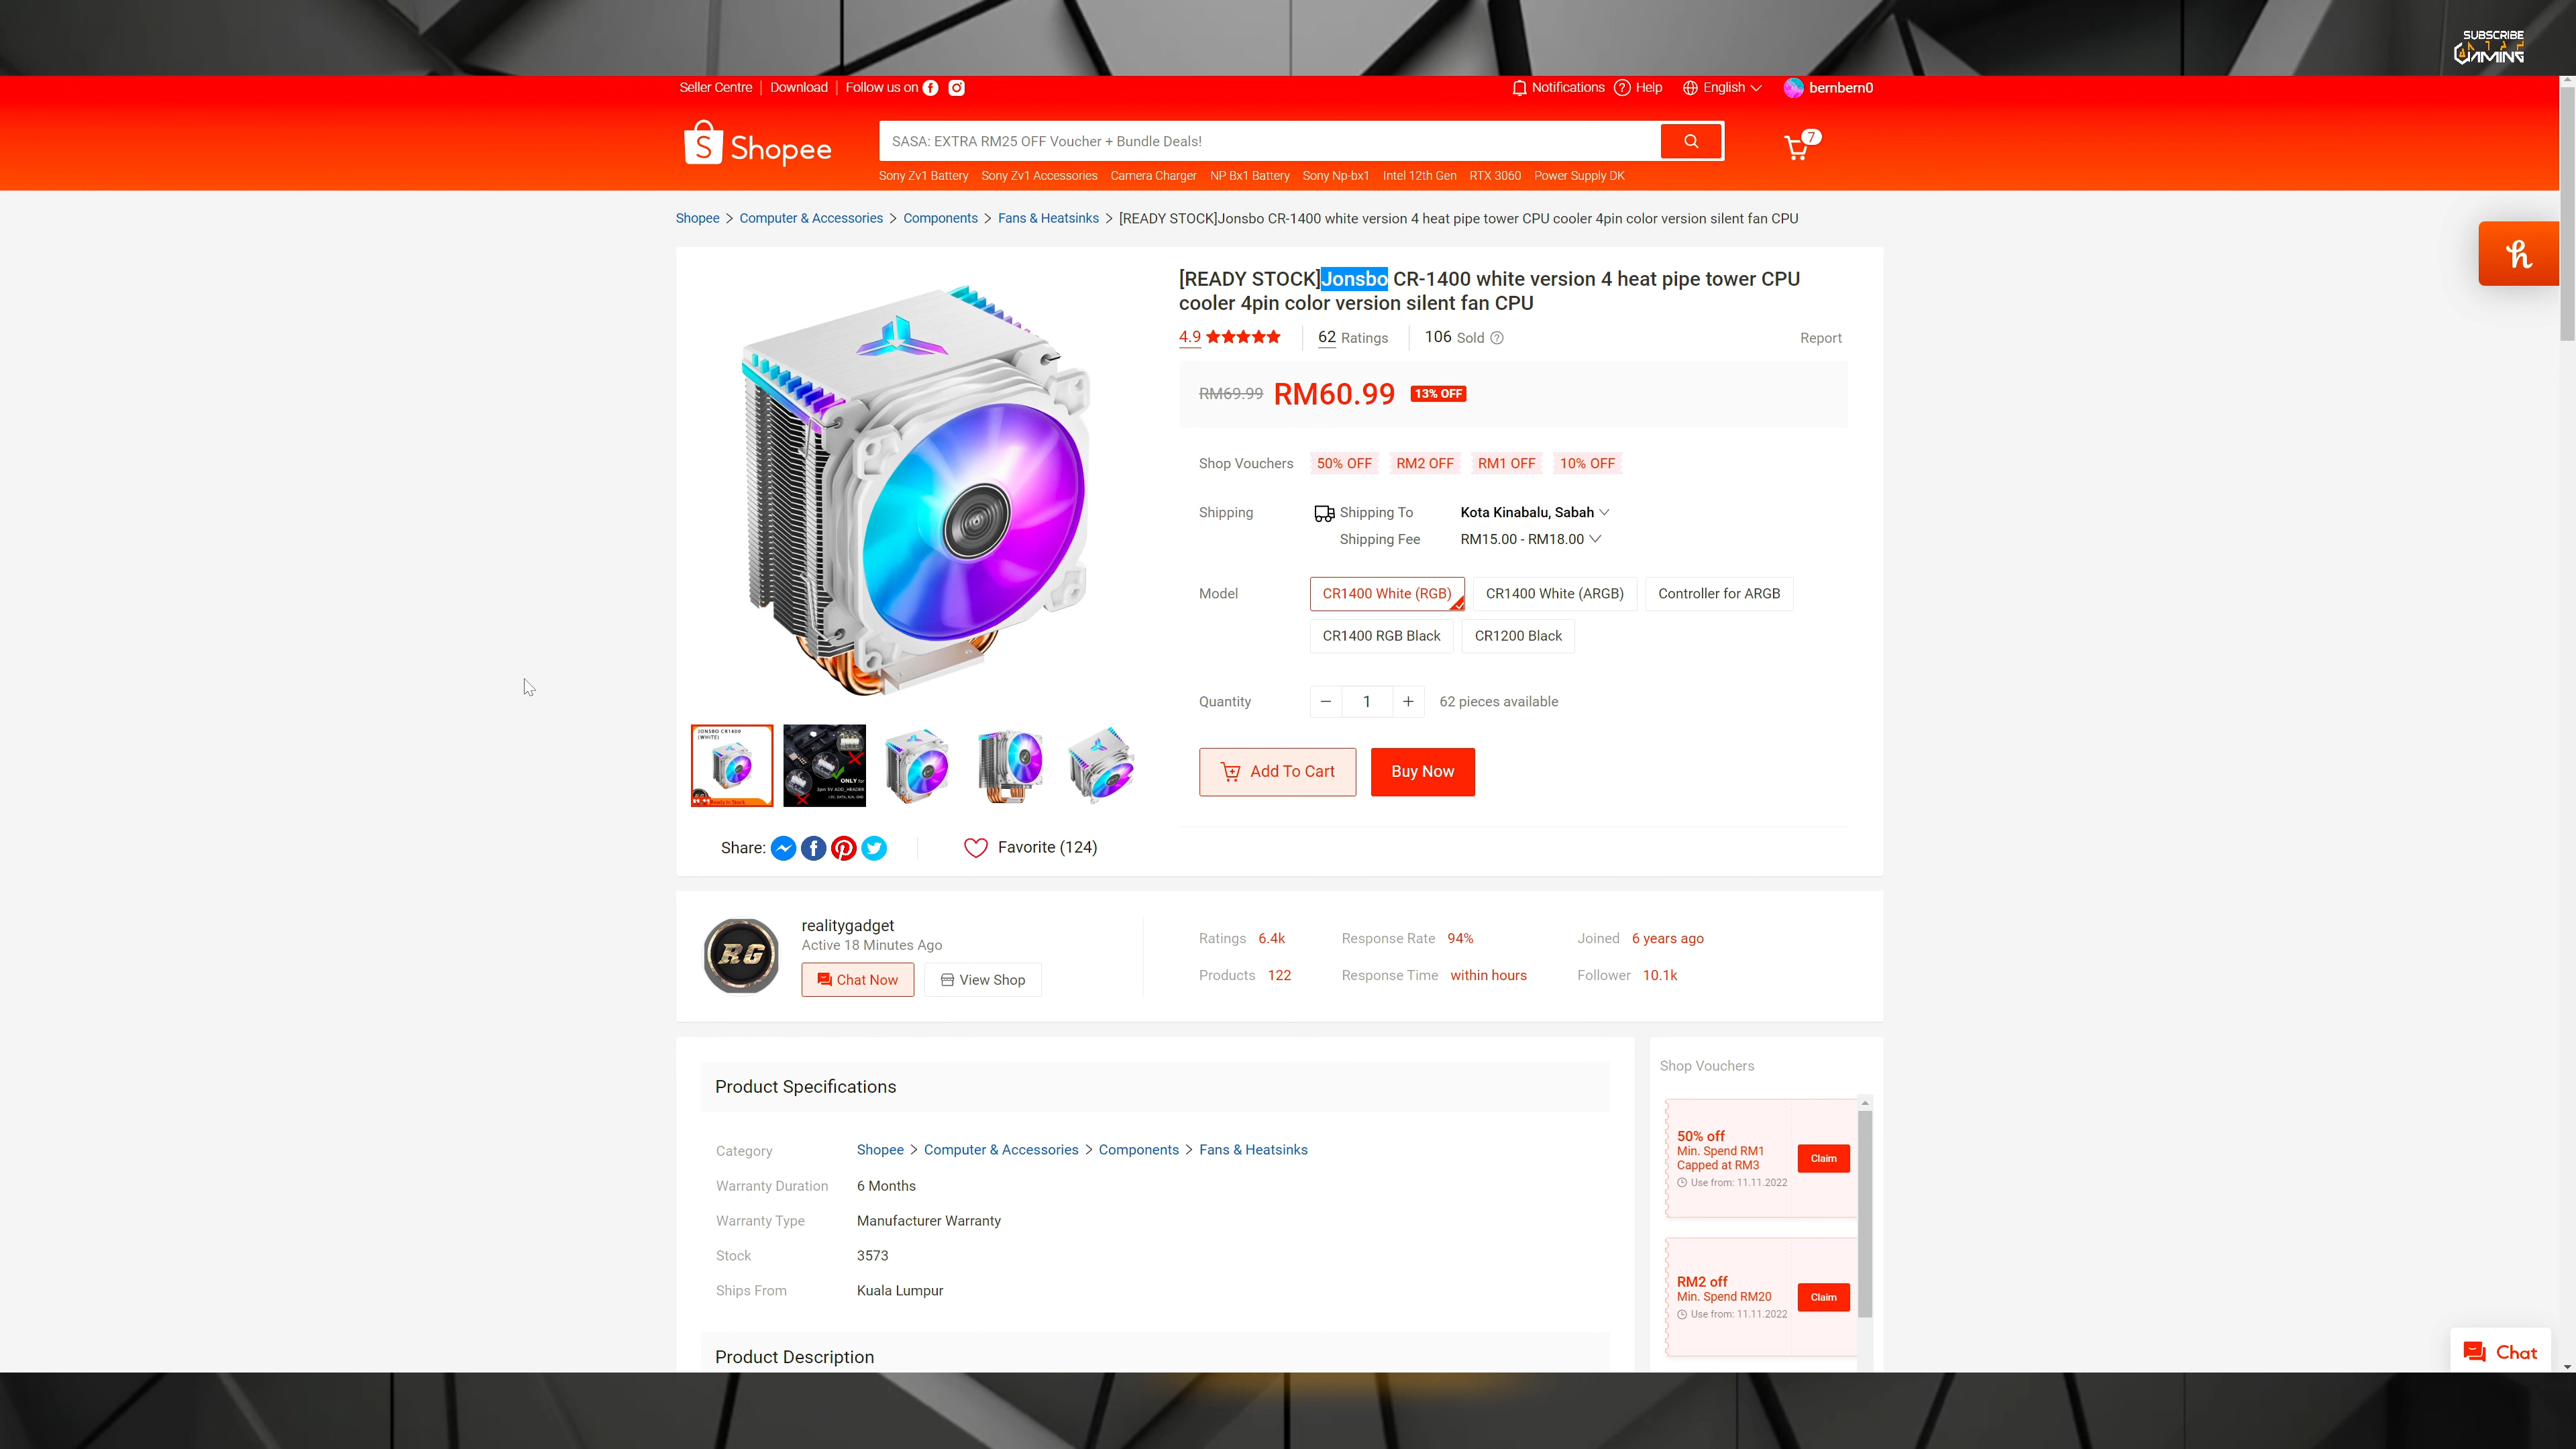 SUBSCRIBE
GAMING
Seller Centre | Download | Follow us on
Notifications Help English bernbern0
Shopee
SASA: EXTRA RM25 OFF Voucher + Bundle Deals!
7
Sony Zv1 Battery Sony Zv1 Accessories Camera Charger NP Bx1 Battery Sony Np-bx1 Intel 12th Gen RTX 3060 Power Supply DK
Shopee > Computer & Accessories > Components > Fans & Heatsinks > [READY STOCK]Jonsbo CR-1400 white version 4 heat pipe tower CPU cooler 4pin color version silent fan CPU
[READY STOCK]Jonsbo CR-1400 white version 4 heat pipe tower CPU
cooler 4pin color version silent fan CPU
4.9 62 Ratings 106 Sold
Report
RM69.99 RM60.99 13% OFF
Shop Vouchers 50% OFF RM2 OFF RM1 OFF 10% OFF
Shipping Shipping To Kota Kinabalu, Sabah
Shipping Fee RM15.00 - RM18.00
Model CR1400 White (RGB) CR1400 White (ARGB) Controller for ARGB
CR1400 RGB Black CR1200 Black
Quantity − 1 + 62 pieces available
JONSBO CR1400
(WHITE)
Ready In Stock
ONLY for
3pin 5V ADD_HEADER
Add To Cart Buy Now
Share: Favorite (124)
RG
realitygadget
Active 18 Minutes Ago
Chat Now View Shop
Ratings 6.4k Response Rate 94% Joined 6 years ago
Products 122 Response Time within hours Follower 10.1k
Product Specifications
Category Shopee > Computer & Accessories > Components > Fans & Heatsinks
Warranty Duration 6 Months
Warranty Type Manufacturer Warranty
Stock 3573
Ships From Kuala Lumpur
Product Description
Shop Vouchers
50% off
Min. Spend RM1
Capped at RM3
Use from: 11.11.2022
Claim
RM2 off
Min. Spend RM20
Use from: 11.11.2022
Claim
Chat